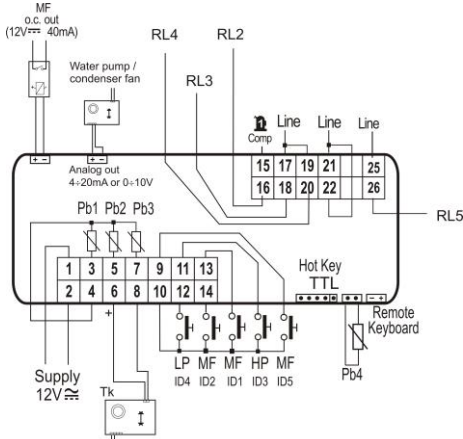 MF
o.c. out
(12V⎓ 40mA)
RL4
RL2
RL3
Water pump /
condenser fan
Comp
Line
Line
Line
Analog out
4÷20mA or 0÷10V
15 17 19 21 25
16 18 20 22 26
RL5
Pb1 Pb2 Pb3
1 3 5 7 9 11 13
2 4 6 8 10 12 14
Hot Key
TTL
Remote
Keyboard
+
LP MF MF HP MF
ID4 ID2 ID1 ID3 ID5
Pb4
Supply
12V≂
Tk